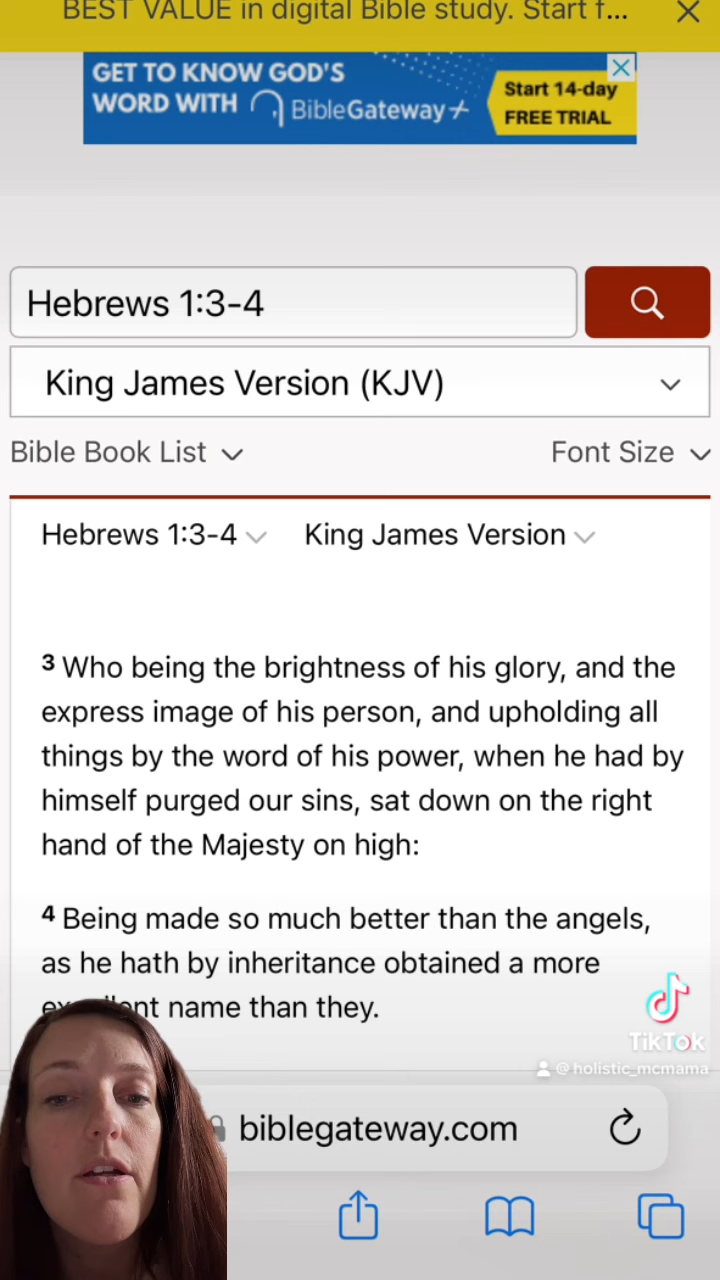 BEST VALUE in digital Bible study. Start f...
GET TO KNOW GOD'S
WORD WITH BibleGateway+
Start 14-day
FREE TRIAL
Hebrews 1:3-4
King James Version (KJV)
Bible Book List Font Size
Hebrews 1:3-4 King James Version
3 Who being the brightness of his glory, and the
express image of his person, and upholding all
things by the word of his power, when he had by
himself purged our sins, sat down on the right
hand of the Majesty on high:
4 Being made so much better than the angels,
as he hath by inheritance obtained a more
name than they.
TikTok
@holistic_mcmama
biblegateway.com